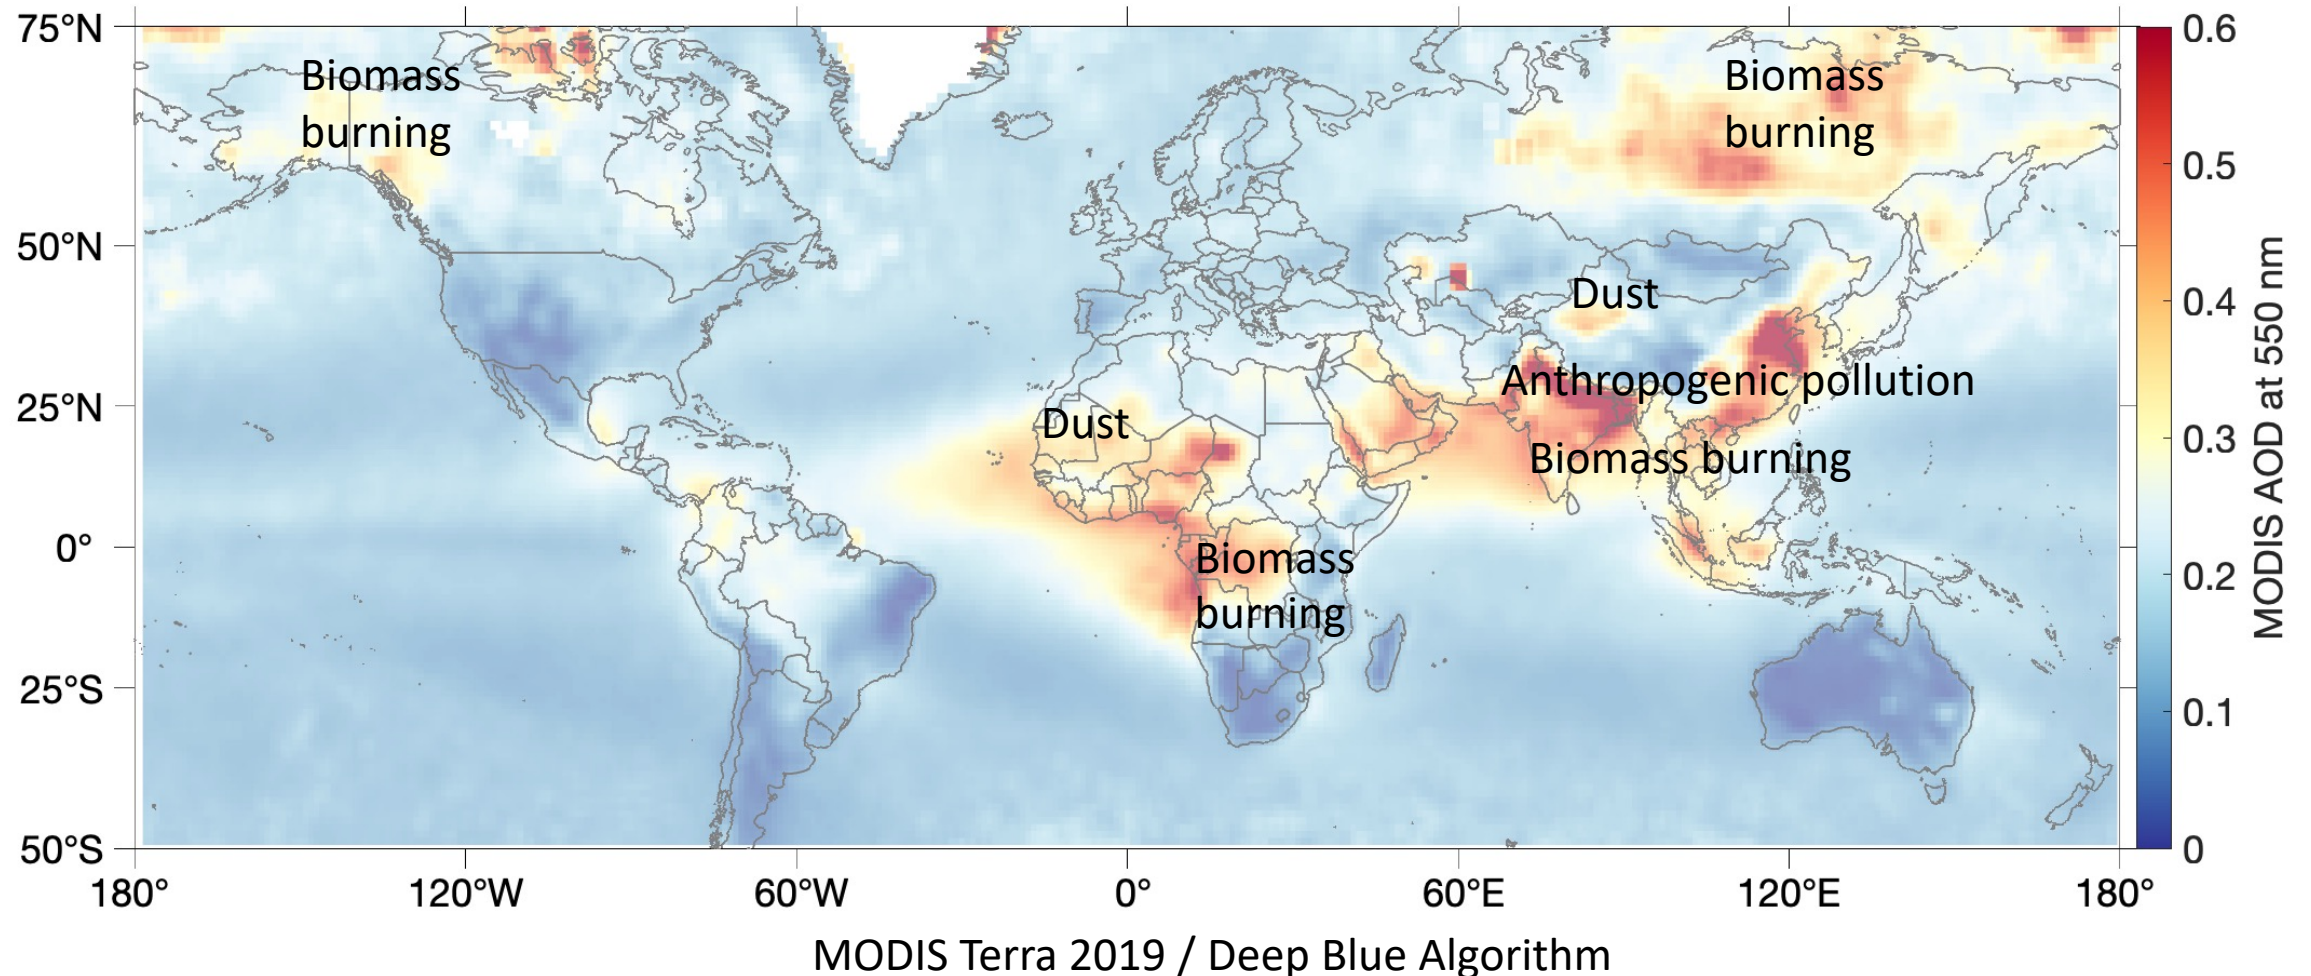 75°N
50°N
25°N
0°
25°S
50°S
180°
120°W
60°W
0°
60°E
120°E
180°
Biomass
burning
Biomass
burning
Dust
Anthropogenic pollution
Dust
Biomass burning
Biomass
burning
0.6
0.5
0.4
0.3
0.2
0.1
0
MODIS AOD at 550 nm
MODIS Terra 2019 / Deep Blue Algorithm